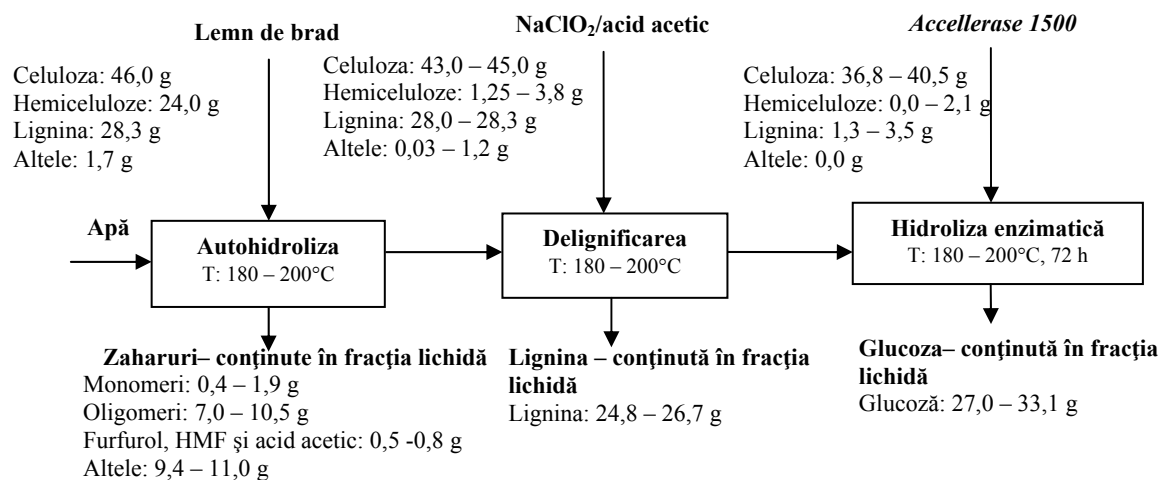 Lemn de brad
Celuloza: 46,0 g
Hemiceluloze: 24,0 g
Lignina: 28,3 g
Altele: 1,7 g
NaClO₂/acid acetic
Celuloza: 43,0 – 45,0 g
Hemiceluloze: 1,25 – 3,8 g
Lignina: 28,0 – 28,3 g
Altele: 0,03 – 1,2 g
Accellerase 1500
Celuloza: 36,8 – 40,5 g
Hemiceluloze: 0,0 – 2,1 g
Lignina: 1,3 – 3,5 g
Altele: 0,0 g
Apă
Autohidroliza
T: 180 – 200°C
Delignificarea
T: 180 – 200°C
Hidroliza enzimatică
T: 180 – 200°C, 72 h
Zaharuri– conţinute în fracţia lichidă
Monomeri: 0,4 – 1,9 g
Oligomeri: 7,0 – 10,5 g
Furfurol, HMF şi acid acetic: 0,5 -0,8 g
Altele: 9,4 – 11,0 g
Lignina – conţinută în fracţia
lichidă
Lignina: 24,8 – 26,7 g
Glucoza– conţinută în fracţia
lichidă
Glucoză: 27,0 – 33,1 g